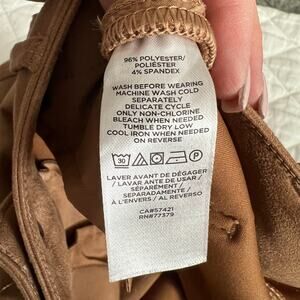 96% POLYESTER/
POLIÉSTER
4% SPANDEX
WASH BEFORE WEARING
MACHINE WASH COLD
SEPARATELY
DELICATE CYCLE
ONLY NON-CHLORINE
BLEACH WHEN NEEDED
TUMBLE DRY LOW
COOL IRON WHEN NEEDED
ON REVERSE
30 P
LAVER AVANT DE DÉGAGER
/ LAVAR ANTE DE USAR /
SÉPARÉMENT /
SEPARADAMENTE /
À L'ENVERS / AL REVERSO
CA#57421
RN#77379